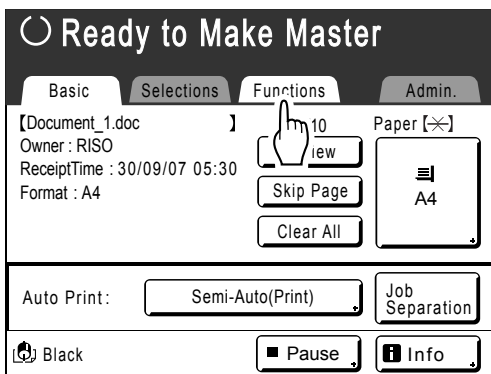 Ready to Make Master
Basic Selections Functions Admin.
【Document_1.doc 】 10 Paper【 】
Owner : RISO
ReceiptTime : 30/09/07 05:30
Format : A4
Skip Page A4
Clear All
Auto Print : Semi-Auto(Print) Job Separation
Black Pause Info